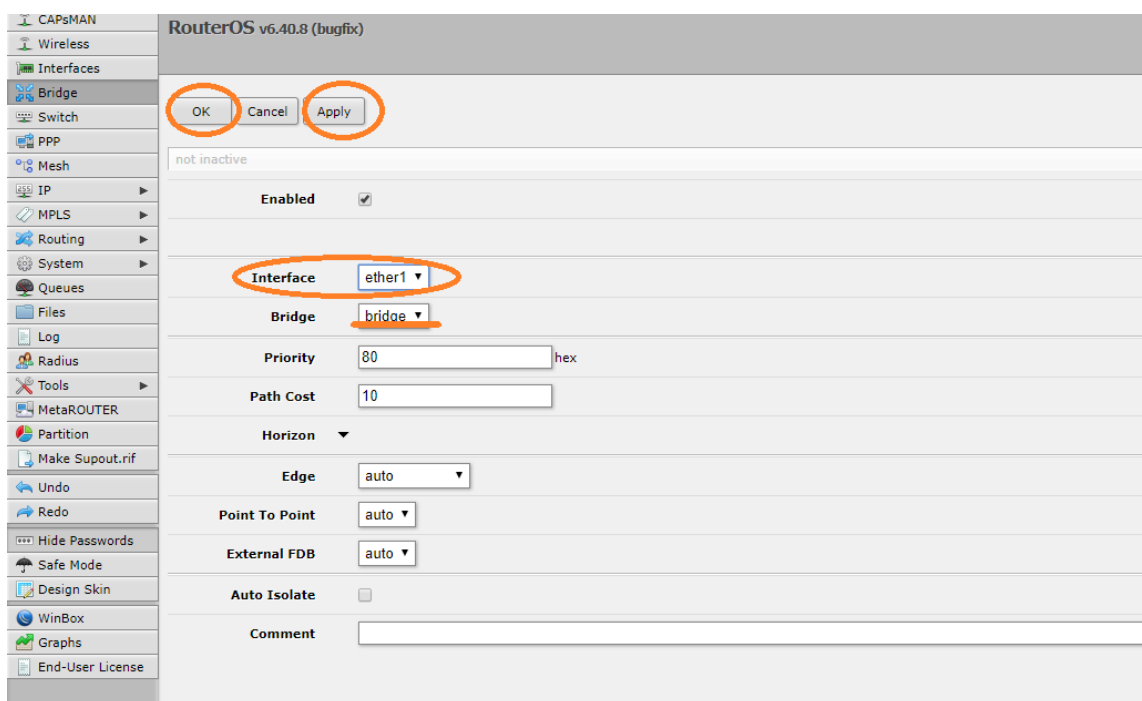 CAPsMAN
Wireless
Interfaces
Bridge
Switch
PPP
Mesh
IP
MPLS
Routing
System
Queues
Files
Log
Radius
Tools
MetaROUTER
Partition
Make Supout.rif
Undo
Redo
Hide Passwords
Safe Mode
Design Skin
WinBox
Graphs
End-User License
RouterOS v6.40.8 (bugfix)
OK Cancel Apply
not inactive
Enabled
Interface ether1
Bridge bridge
Priority 80 hex
Path Cost 10
Horizon
Edge auto
Point To Point auto
External FDB auto
Auto Isolate
Comment